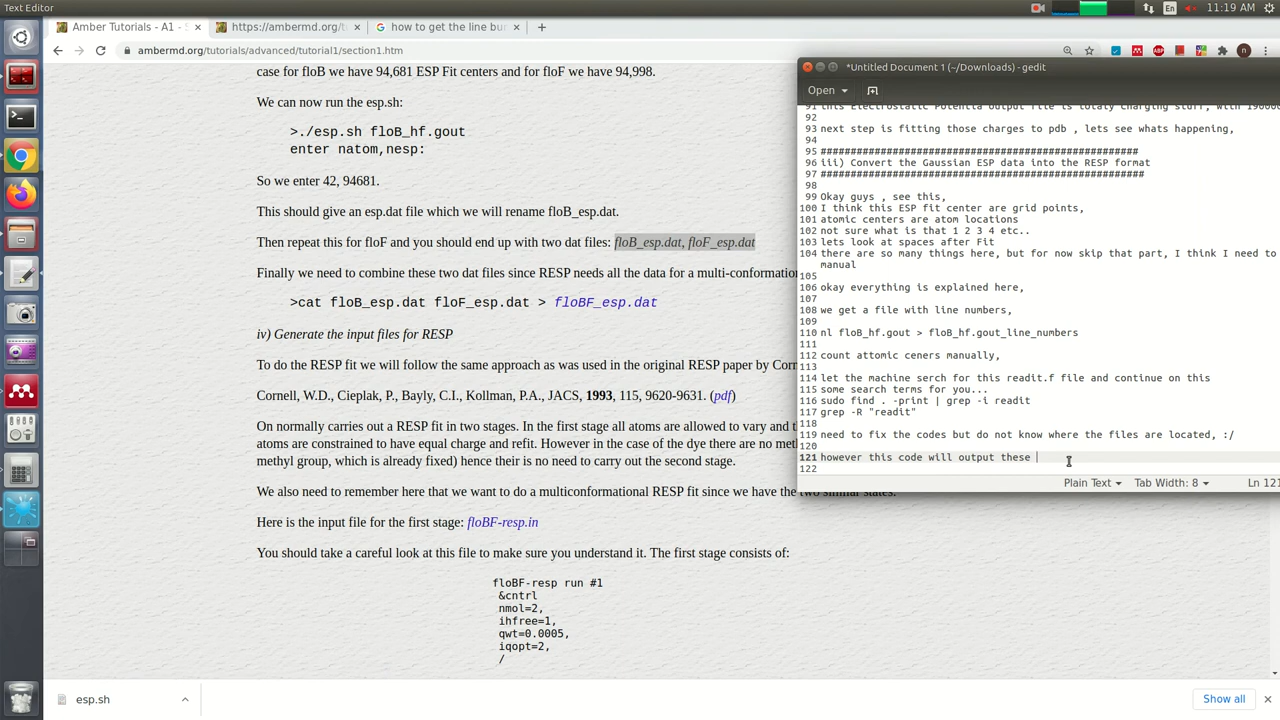 Text Editor
En
11:19 AM
Amber Tutorials - A1 - S
https://ambermd.org/t
how to get the line bu
ambermd.org/tutorials/advanced/tutorial1/section1.htm
case for floB we have 94,681 ESP Fit centers and for floF we have 94,998.
We can now run the esp.sh:
>./esp.sh floB_hf.gout
enter natom,nesp:
So we enter 42, 94681.
This should give an esp.dat file which we will rename floB_esp.dat.
Then repeat this for floF and you should end up with two dat files: floB_esp.dat, floF_esp.dat
Finally we need to combine these two dat files since RESP needs all the data for a multi-conformation
>cat floB_esp.dat floF_esp.dat > floBF_esp.dat
iv) Generate the input files for RESP
To do the RESP fit we will follow the same approach as was used in the original RESP paper by Corn
Cornell, W.D., Cieplak, P., Bayly, C.I., Kollman, P.A., JACS, 1993, 115, 9620-9631. (pdf)
On normally carries out a RESP fit in two stages. In the first stage all atoms are allowed to vary and t
atoms are constrained to have equal charge and refit. However in the case of the dye there are no met
methyl group, which is already fixed) hence their is no need to carry out the second stage.
We also need to remember here that we want to do a multiconformational RESP fit since we have the two similar states.
Here is the input file for the first stage: floBF-resp.in
You should take a careful look at this file to make sure you understand it. The first stage consists of:
floBF-resp run #1
&cntrl
nmol=2,
ihfree=1,
qwt=0.0005,
iqopt=2,
/
*Untitled Document 1 (~/Downloads) - gedit
Open
91 this Electrostatic Potentia output file is totaly charging stuff, with 190000
92
93 next step is fitting those charges to pdb , lets see whats happening,
94
95 #####################################################
96 iii) Convert the Gaussian ESP data into the RESP format
97 ######################################################
98
99 Okay guys , see this,
100 I think this ESP fit center are grid points,
101 atomic centers are atom locations
102 not sure what is that 1 2 3 4 etc..
103 lets look at spaces after Fit
104 there are so many things here, but for now skip that part, I think I need to
manual
105
106 okay everything is explained here,
107
108 we get a file with line numbers,
109
110 nl floB_hf.gout > floB_hf.gout_line_numbers
111
112 count attomic ceners manually,
113
114 let the machine serch for this readit.f file and continue on this
115 some search terms for you...
116 sudo find . -print | grep -i readit
117 grep -R "readit"
118
119 need to fix the codes but do not know where the files are located, :/
120
121 however this code will output these
122
Plain Text
Tab Width: 8
Ln 121
esp.sh
Show all